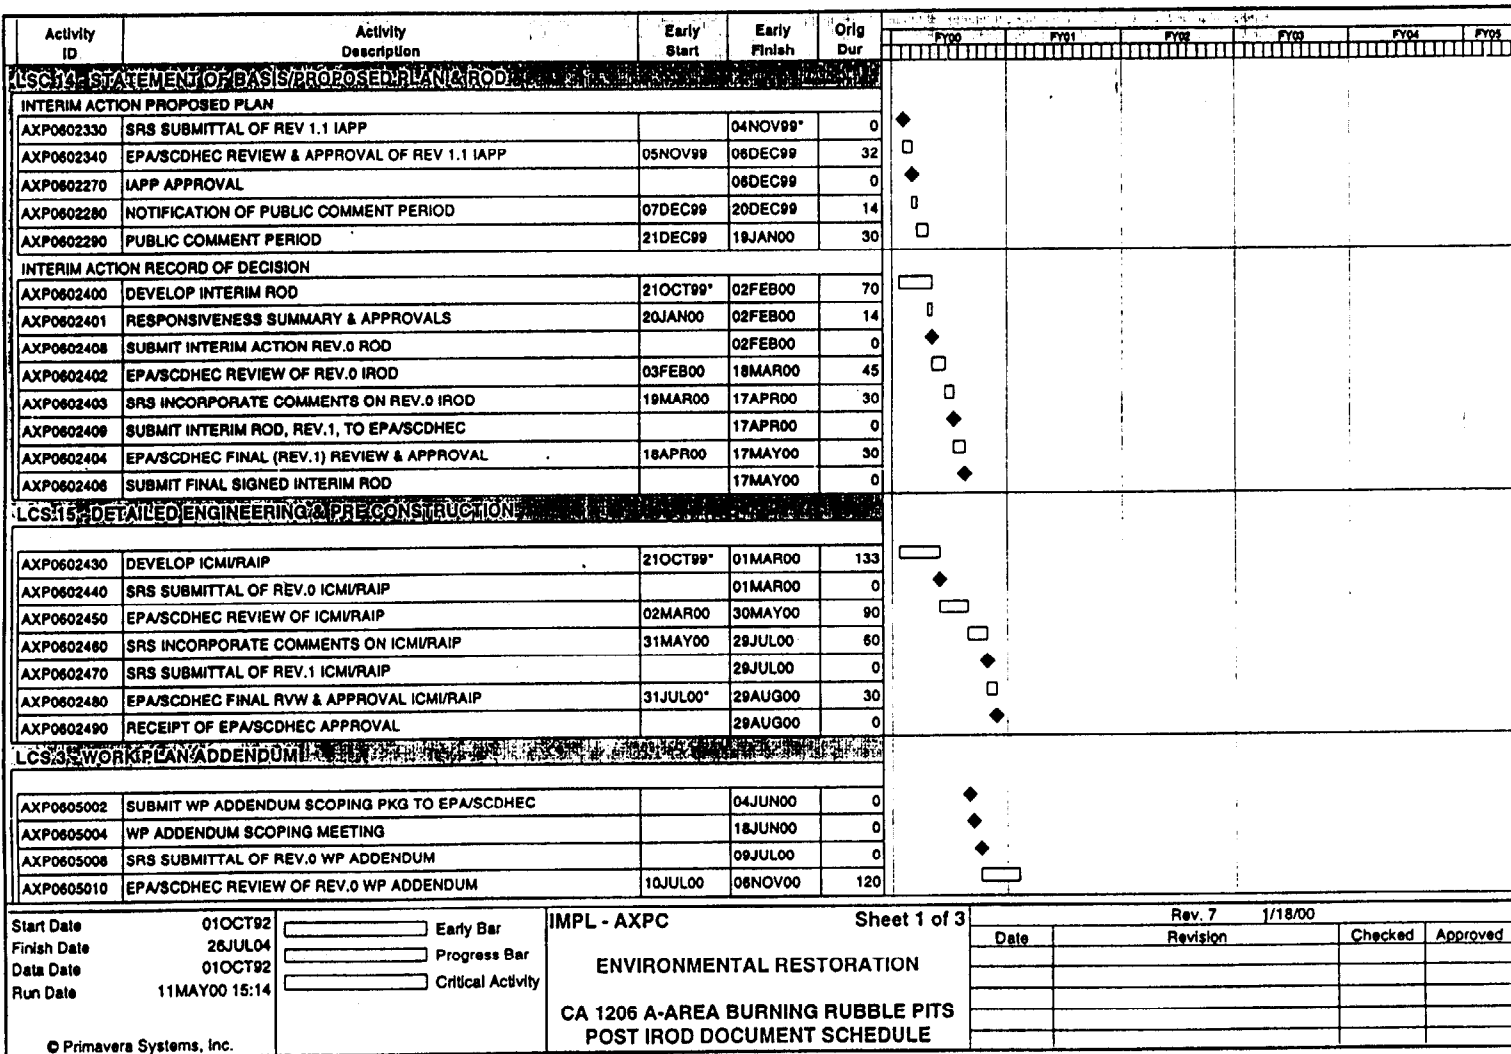 Activity ID Activity Description Early Start Early Finish Orig Dur FY00 FY01 FY02 FY03 FY04 FY05
LSC.14 - STATEMENT OF BASIS/PROPOSED PLAN & ROD
INTERIM ACTION PROPOSED PLAN
AXP0602330 SRS SUBMITTAL OF REV 1.1 IAPP 04NOV99* 0
AXP0602340 EPA/SCDHEC REVIEW & APPROVAL OF REV 1.1 IAPP 05NOV99 06DEC99 32
AXP0602270 IAPP APPROVAL 06DEC99 0
AXP0602280 NOTIFICATION OF PUBLIC COMMENT PERIOD 07DEC99 20DEC99 14
AXP0602290 PUBLIC COMMENT PERIOD 21DEC99 19JAN00 30
INTERIM ACTION RECORD OF DECISION
AXP0602400 DEVELOP INTERIM ROD 21OCT99* 02FEB00 70
AXP0602401 RESPONSIVENESS SUMMARY & APPROVALS 20JAN00 02FEB00 14
AXP0602408 SUBMIT INTERIM ACTION REV.0 ROD 02FEB00 0
AXP0602402 EPA/SCDHEC REVIEW OF REV.0 IROD 03FEB00 18MAR00 45
AXP0602403 SRS INCORPORATE COMMENTS ON REV.0 IROD 19MAR00 17APR00 30
AXP0602409 SUBMIT INTERIM ROD, REV.1, TO EPA/SCDHEC 17APR00 0
AXP0602404 EPA/SCDHEC FINAL (REV.1) REVIEW & APPROVAL 18APR00 17MAY00 30
AXP0602406 SUBMIT FINAL SIGNED INTERIM ROD 17MAY00 0
LCS.15 - DETAILED ENGINEERING & PRE CONSTRUCTION
AXP0602430 DEVELOP ICMI/RAIP 21OCT99* 01MAR00 133
AXP0602440 SRS SUBMITTAL OF REV.0 ICMI/RAIP 01MAR00 0
AXP0602450 EPA/SCDHEC REVIEW OF ICMI/RAIP 02MAR00 30MAY00 90
AXP0602460 SRS INCORPORATE COMMENTS ON ICMI/RAIP 31MAY00 29JUL00 60
AXP0602470 SRS SUBMITTAL OF REV.1 ICMI/RAIP 29JUL00 0
AXP0602480 EPA/SCDHEC FINAL RVW & APPROVAL ICMI/RAIP 31JUL00* 29AUG00 30
AXP0602490 RECEIPT OF EPA/SCDHEC APPROVAL 29AUG00 0
LCS.3 - WORK PLAN ADDENDUM
AXP0605002 SUBMIT WP ADDENDUM SCOPING PKG TO EPA/SCDHEC 04JUN00 0
AXP0605004 WP ADDENDUM SCOPING MEETING 18JUN00 0
AXP0605006 SRS SUBMITTAL OF REV.0 WP ADDENDUM 09JUL00 0
AXP0605010 EPA/SCDHEC REVIEW OF REV.0 WP ADDENDUM 10JUL00 06NOV00 120
Start Date 01OCT92
Finish Date 26JUL04
Data Date 01OCT92
Run Date 11MAY00 15:14
© Primavera Systems, Inc.
Early Bar
Progress Bar
Critical Activity
IMPL - AXPC Sheet 1 of 3
ENVIRONMENTAL RESTORATION
CA 1206 A-AREA BURNING RUBBLE PITS
POST IROD DOCUMENT SCHEDULE
Rev. 7 1/18/00
Date Revision Checked Approved